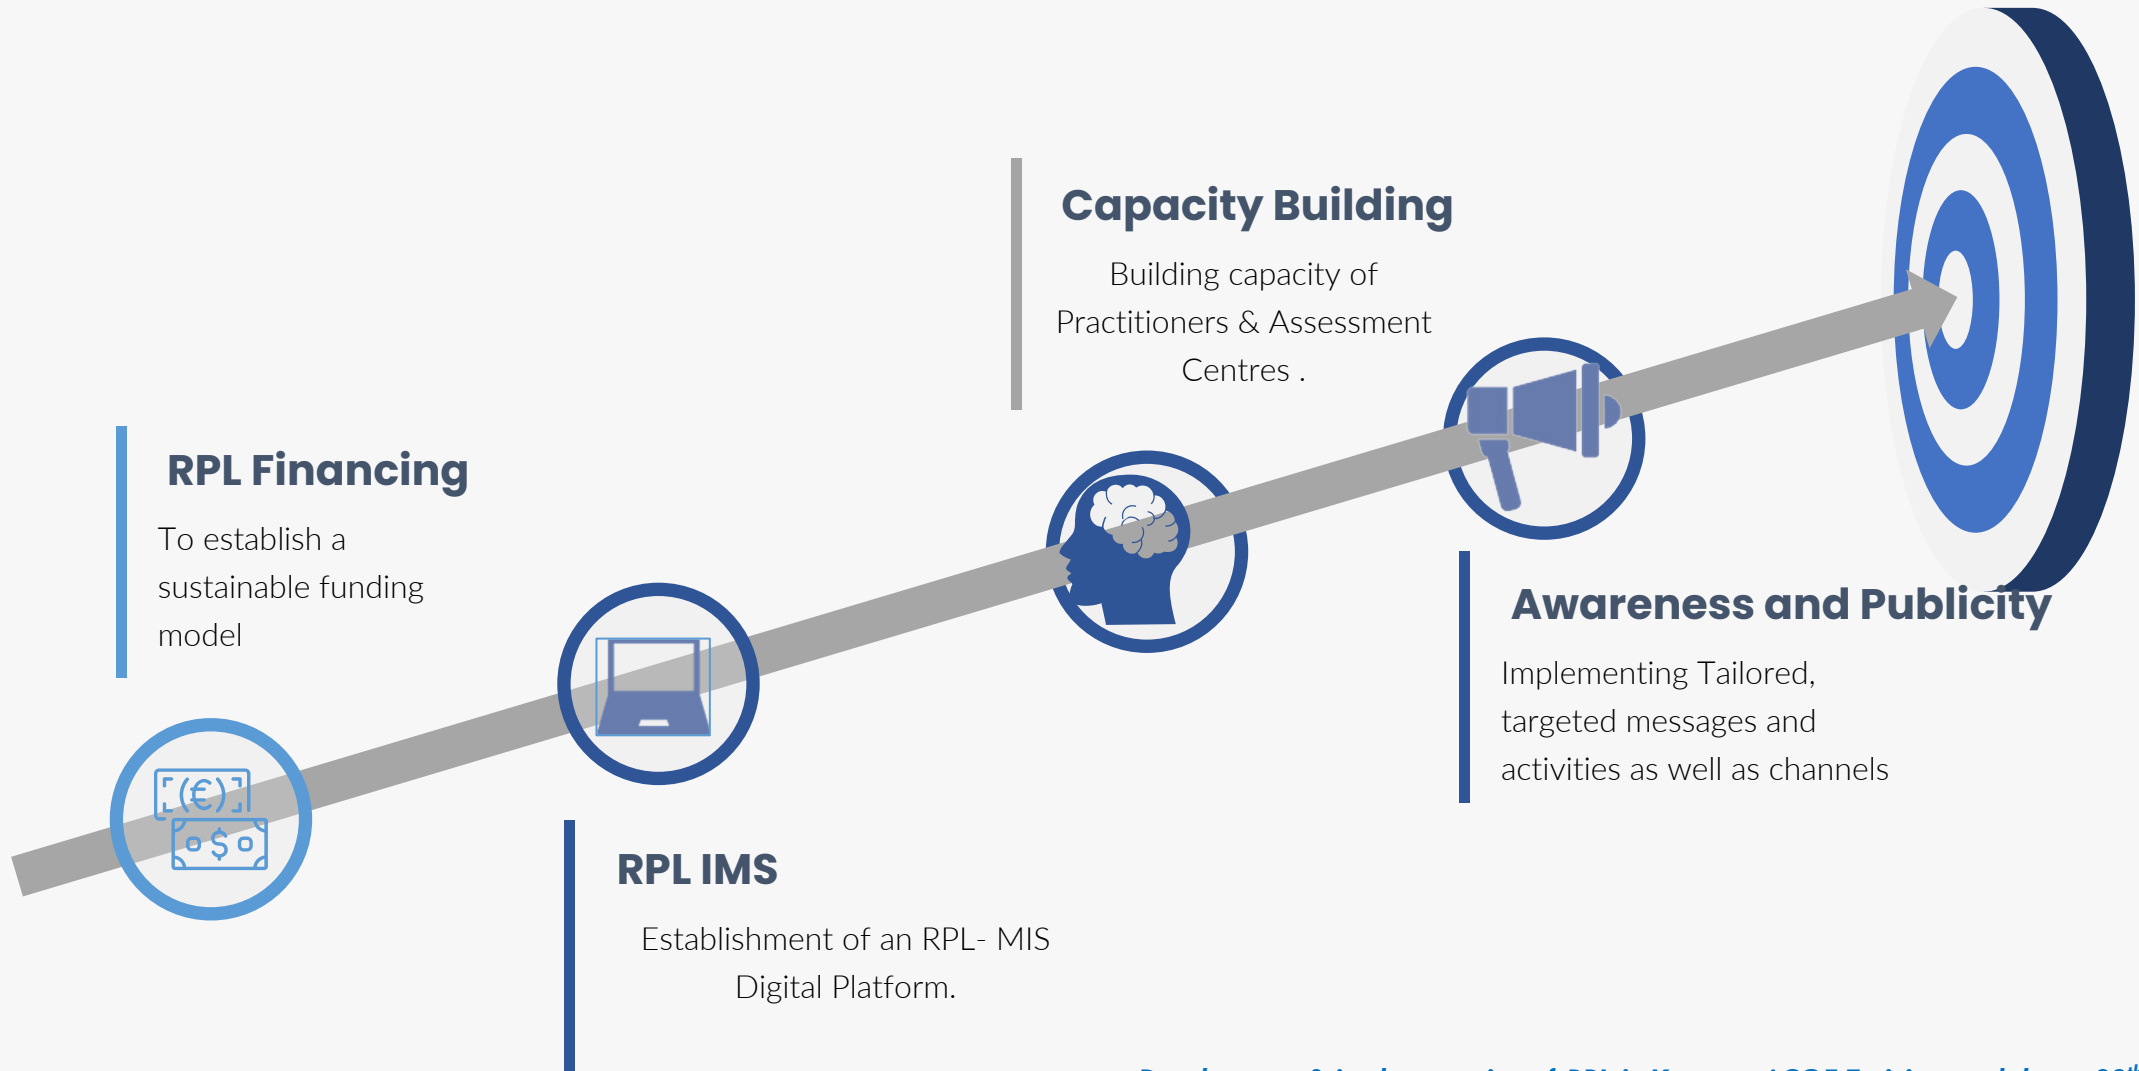 RPL Financing
To establish a
sustainable funding
model
RPL IMS
Establishment of an RPL- MIS
Digital Platform.
Capacity Building
Building capacity of
Practitioners & Assessment
Centres .
Awareness and Publicity
Implementing Tailored,
targeted messages and
activities as well as channels